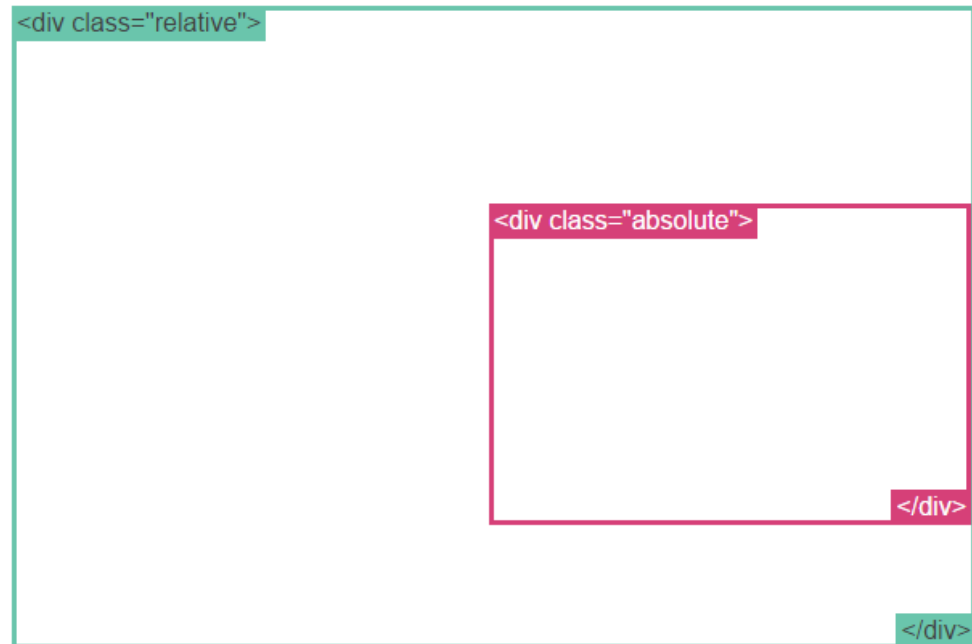 <div class="relative">
<div class="absolute">
</div>
</div>